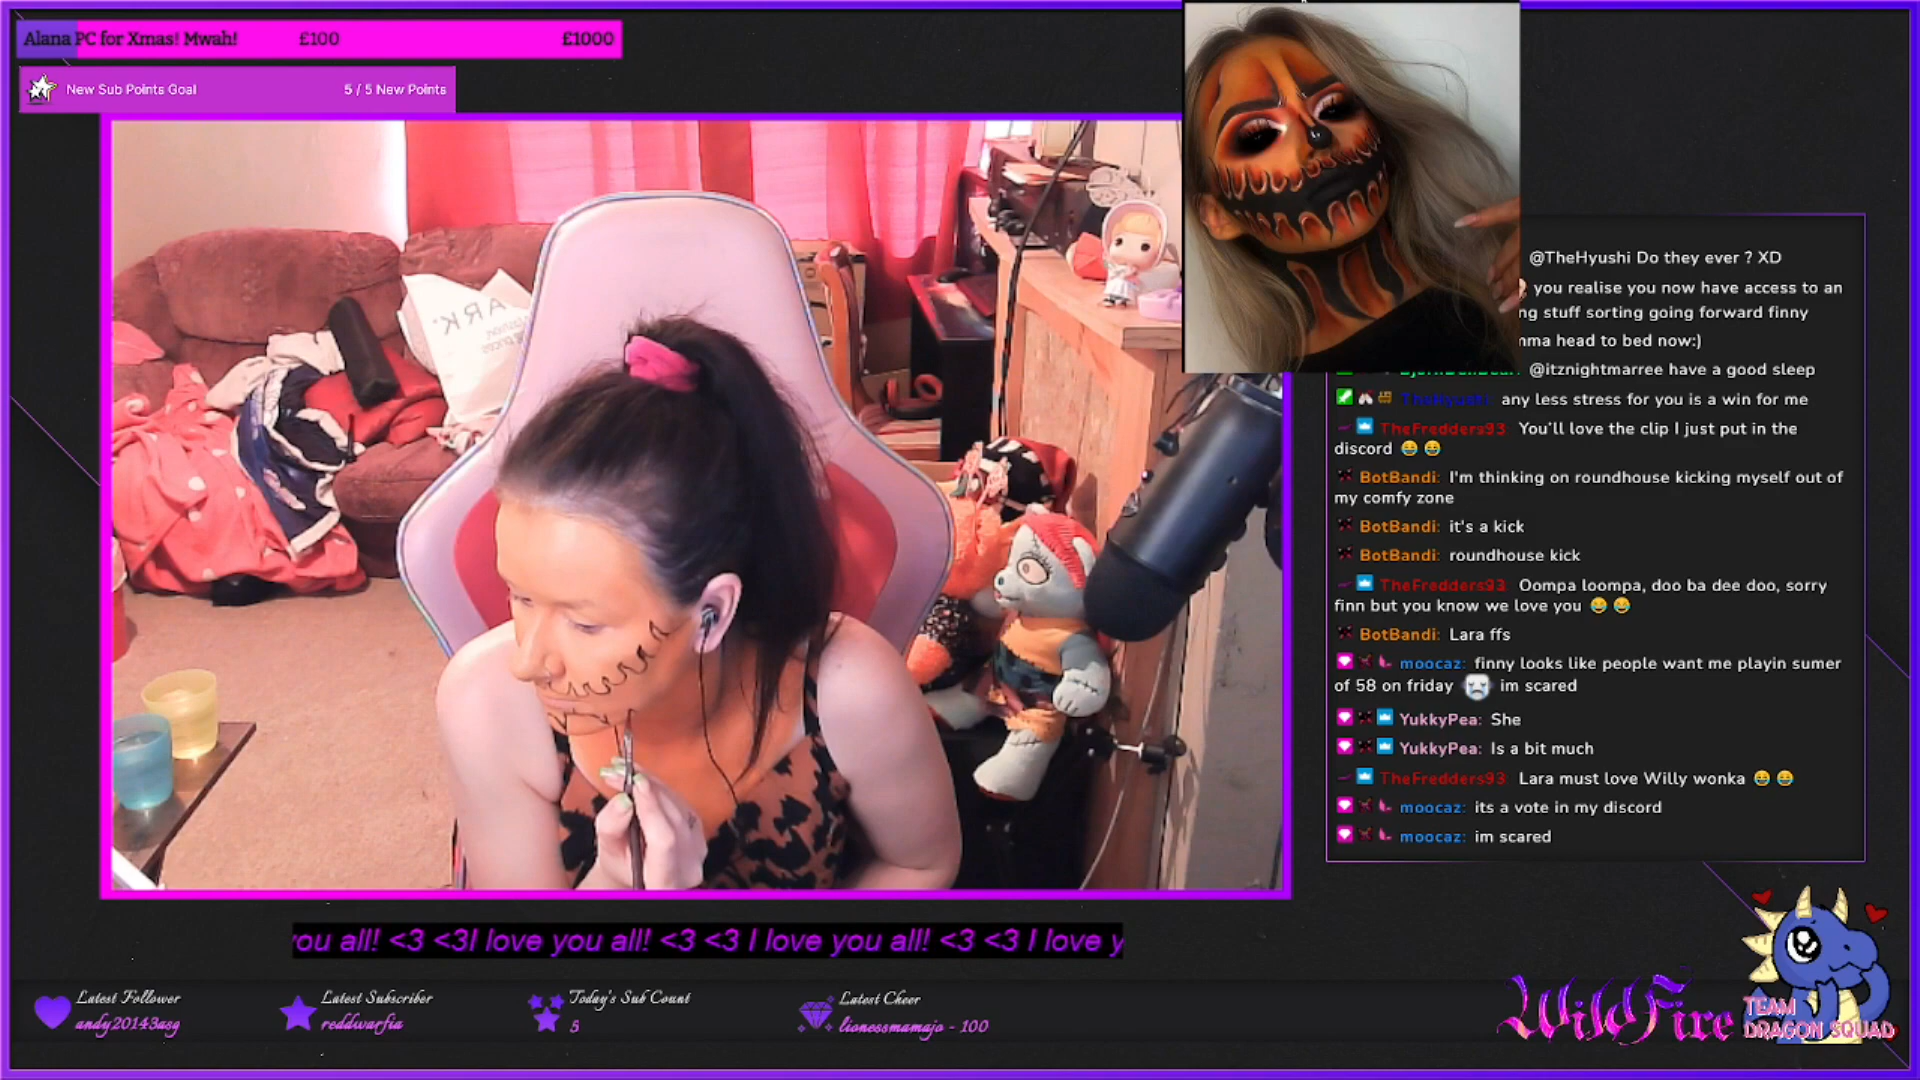 Alana PC for Xmas! Mwah! £100 £1000
New Sub Points Goal 5 / 5 New Points
@TheHyushi Do they ever ? XD
you realise you now have access to an
ng stuff sorting going forward finny
nma head to bed now:)
@itznightmarree have a good sleep
TheHyushi: any less stress for you is a win for me
TheFredders93: You'll love the clip I just put in the
discord 😂 😂
BotBandi: I'm thinking on roundhouse kicking myself out of
my comfy zone
BotBandi: it's a kick
BotBandi: roundhouse kick
TheFredders93: Oompa loompa, doo ba dee doo, sorry
finn but you know we love you 😂 😂
BotBandi: Lara ffs
moocaz: finny looks like people want me playin sumer
of 58 on friday im scared
YukkyPea: She
YukkyPea: Is a bit much
TheFredders93: Lara must love Willy wonka 😂 😂
moocaz: its a vote in my discord
moocaz: im scared
ou all! <3 <3I love you all! <3 <3 I love you all! <3 <3 I love y
Latest Follower
andy20143asg
Latest Subscriber
reddwarfia
Today's Sub Count
5
Latest Cheer
lionessmamajo - 100
WildFire
TEAM
DRAGON SQUAD